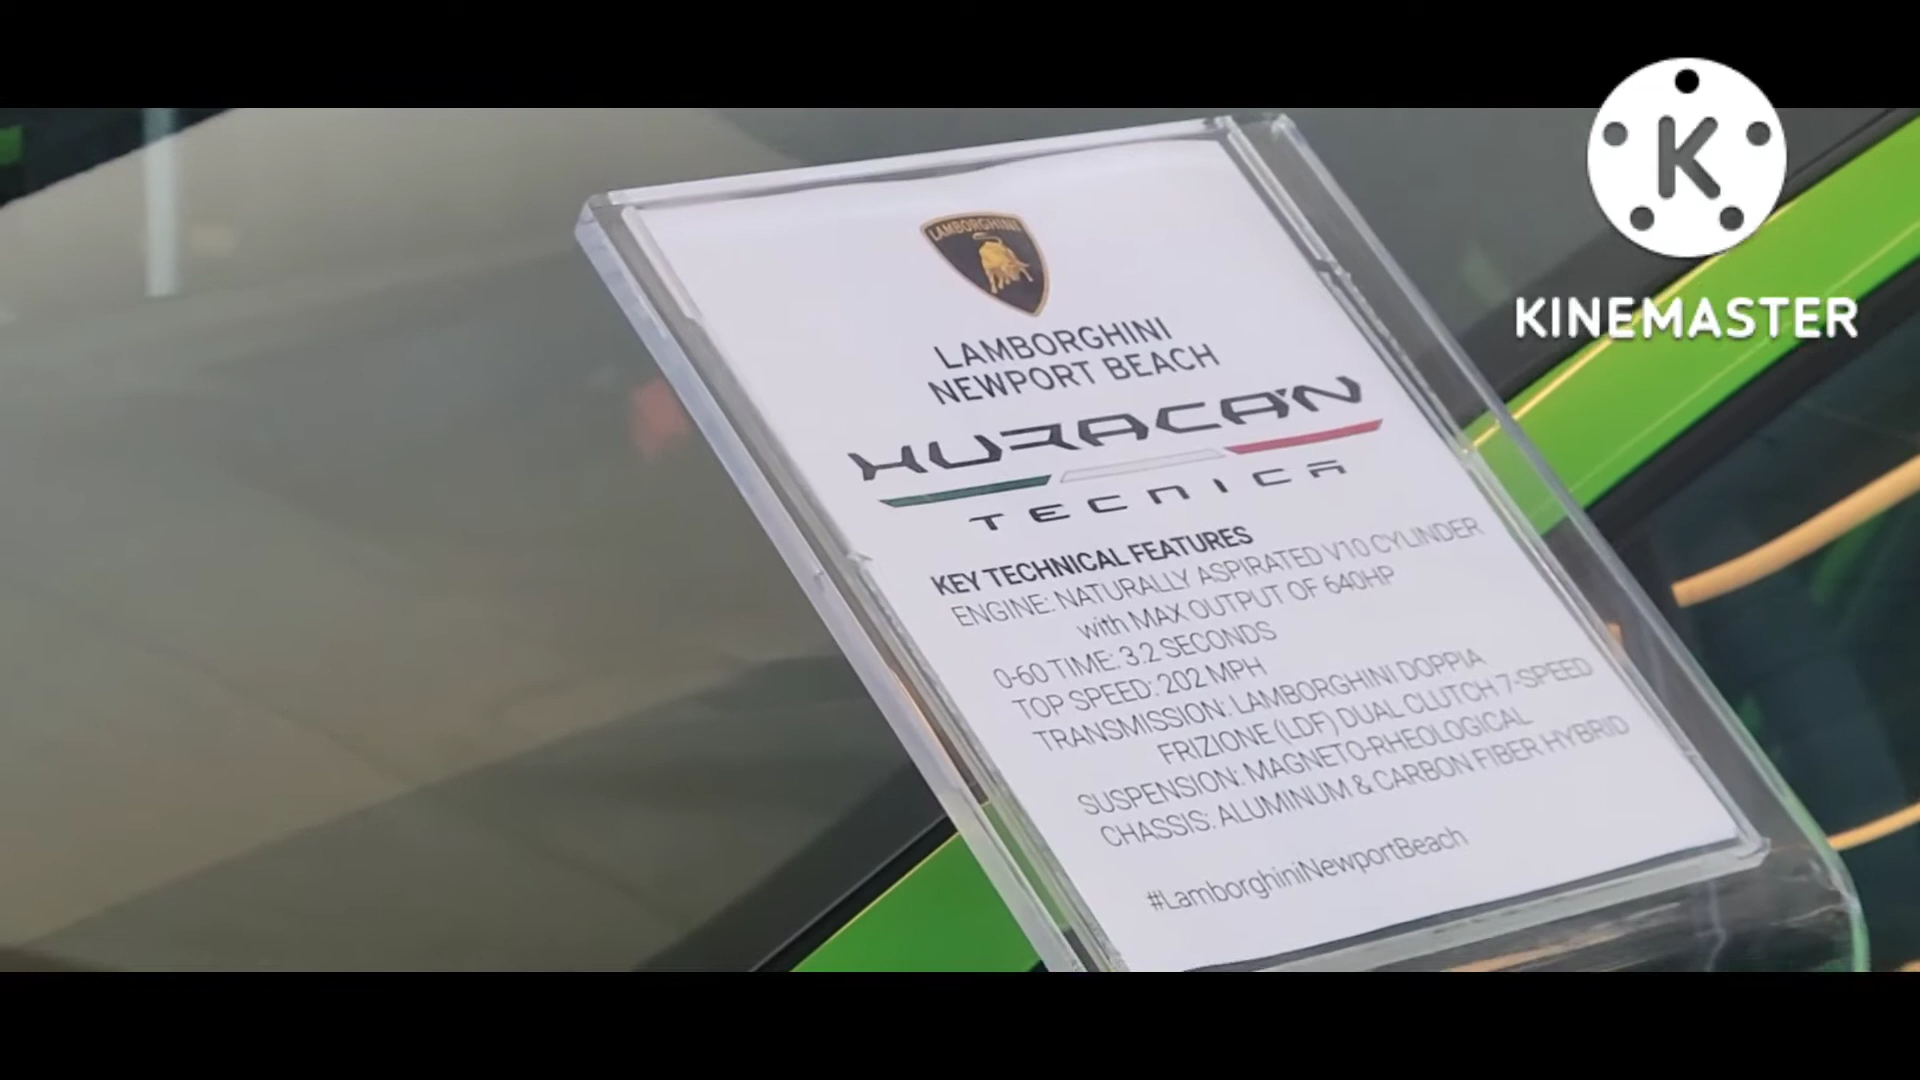 KINEMASTER
LAMBORGHINI
LAMBORGHINI
NEWPORT BEACH
HURACÁN
TECNICA
KEY TECHNICAL FEATURES
ENGINE: NATURALLY ASPIRATED V10 CYLINDER
with MAX OUTPUT OF 640HP
0-60 TIME: 3.2 SECONDS
TOP SPEED: 202 MPH
TRANSMISSION: LAMBORGHINI DOPPIA
FRIZIONE (LDF) DUAL CLUTCH 7-SPEED
SUSPENSION: MAGNETO-RHEOLOGICAL
CHASSIS: ALUMINUM & CARBON FIBER HYBRID
#LamborghiniNewportBeach